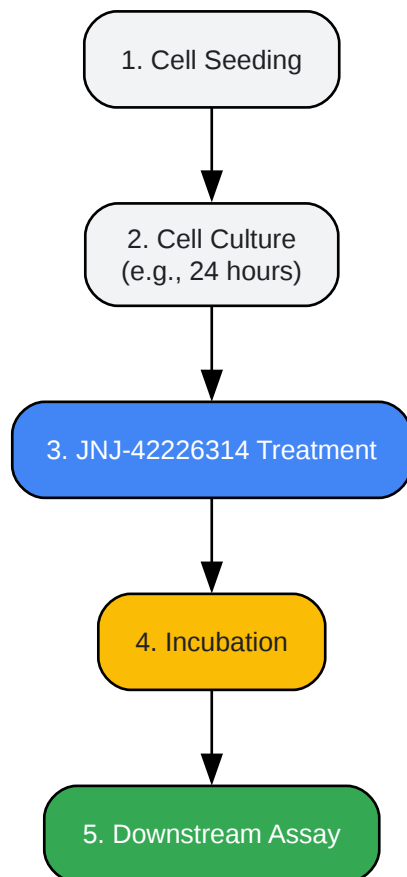 1. Cell Seeding
2. Cell Culture
(e.g., 24 hours)
3. JNJ-42226314 Treatment
4. Incubation
5. Downstream Assay